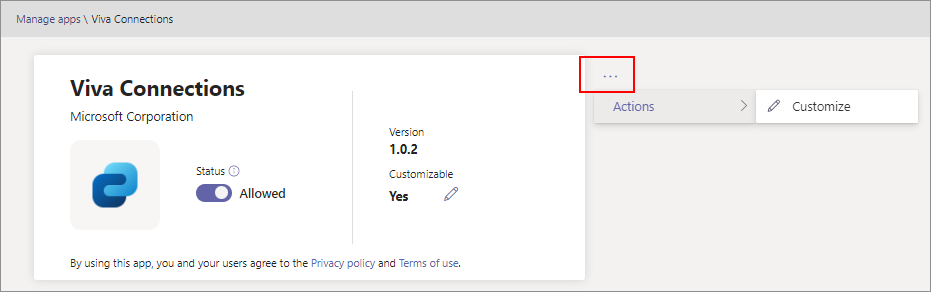 Manage apps \ Viva Connections
Viva Connections
Microsoft Corporation
Status
Allowed
Version
1.0.2
Customizable
Yes
By using this app, you and your users agree to the Privacy policy and Terms of use.
...
Actions
Customize